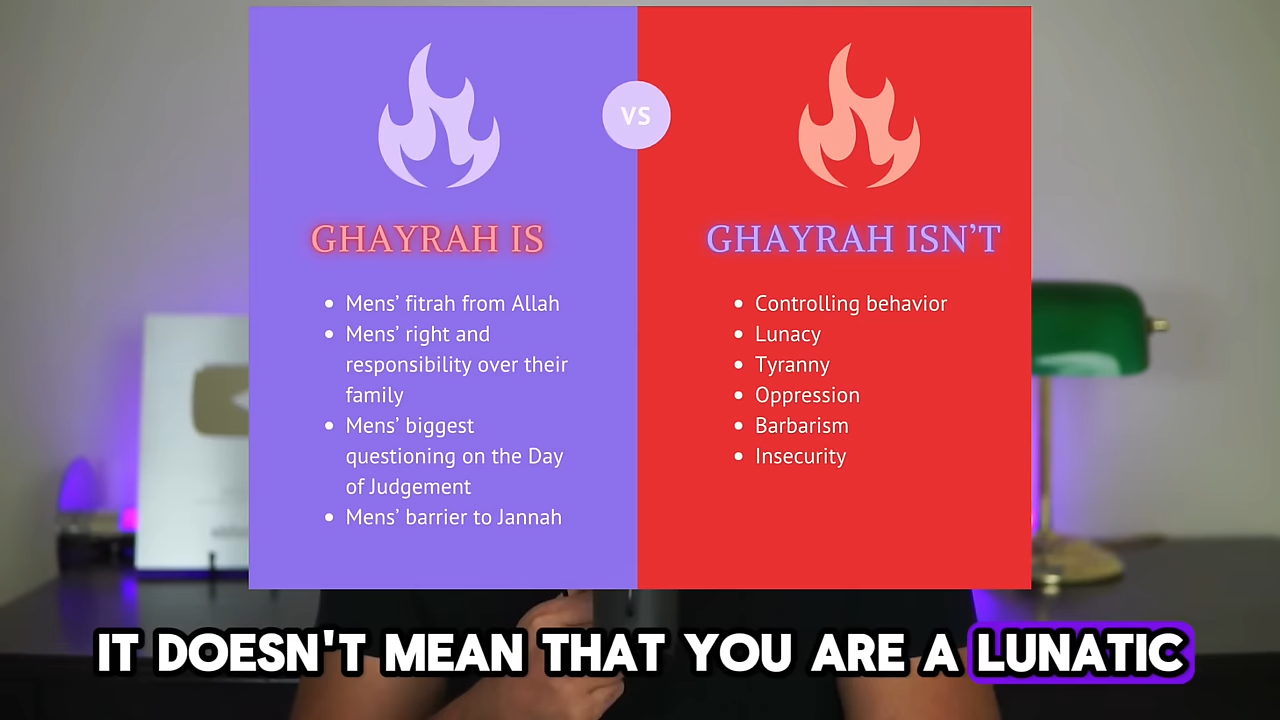 VS
GHAYRAH IS
• Mens’ fitrah from Allah
• Mens’ right and
responsibility over their
family
• Mens’ biggest
questioning on the Day
of Judgement
• Mens’ barrier to Jannah
GHAYRAH ISN’T
• Controlling behavior
• Lunacy
• Tyranny
• Oppression
• Barbarism
• Insecurity
IT DOESN'T MEAN THAT YOU ARE A LUNATIC